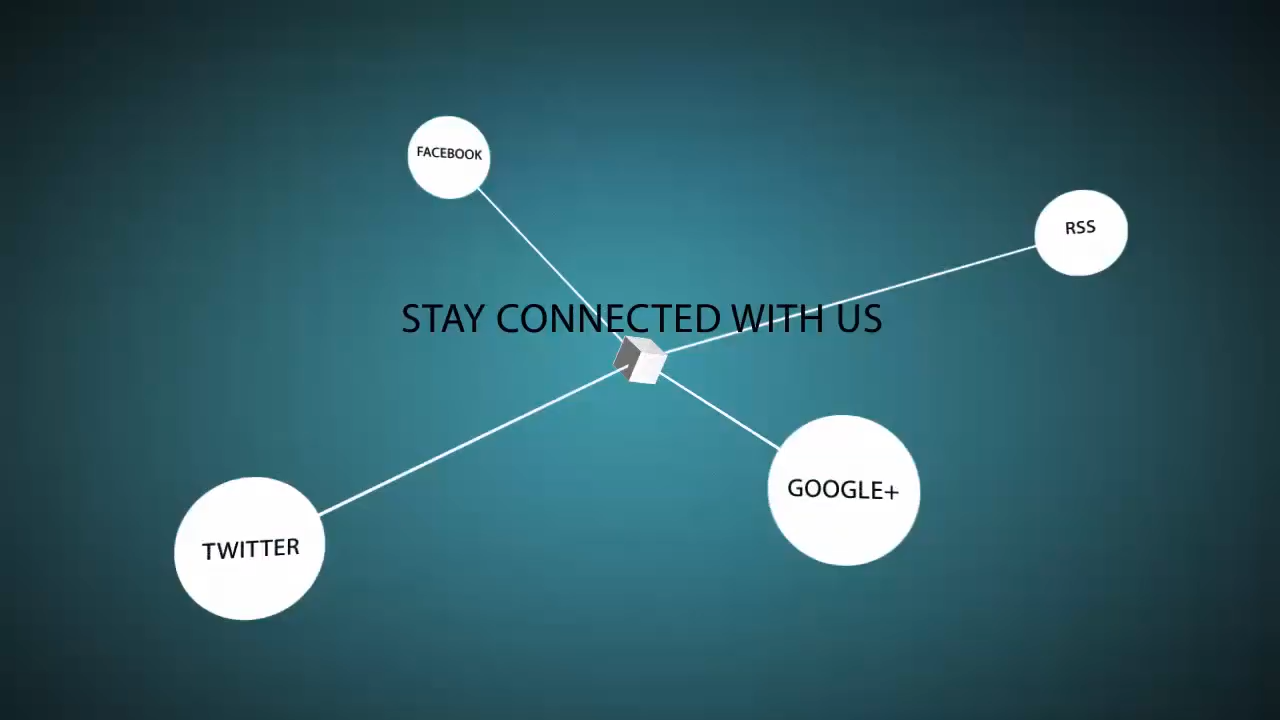 FACEBOOK
RSS
STAY CONNECTED WITH US
GOOGLE+
TWITTER